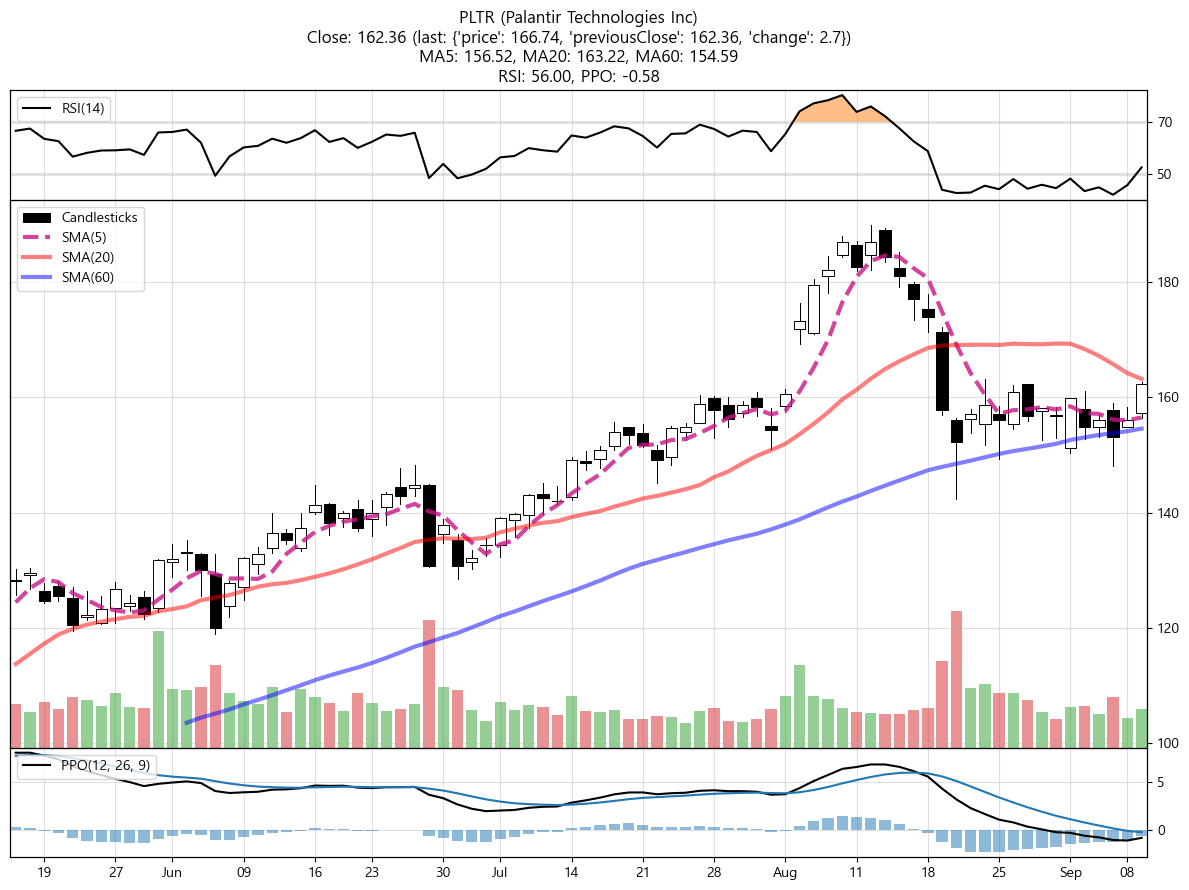 PLTR (Palantir Technologies Inc)
Close: 162.36 (last: {'price': 166.74, 'previousClose': 162.36, 'change': 2.7})
MA5: 156.52, MA20: 163.22, MA60: 154.59
RSI: 56.00, PPO: -0.58
RSI(14)
70
50
Candlesticks
SMA(5)
SMA(20)
SMA(60)
180
160
140
120
100
PPO(12, 26, 9)
5
0
19 27 Jun 09 16 23 30 Jul 14 21 28 Aug 11 18 25 Sep 08